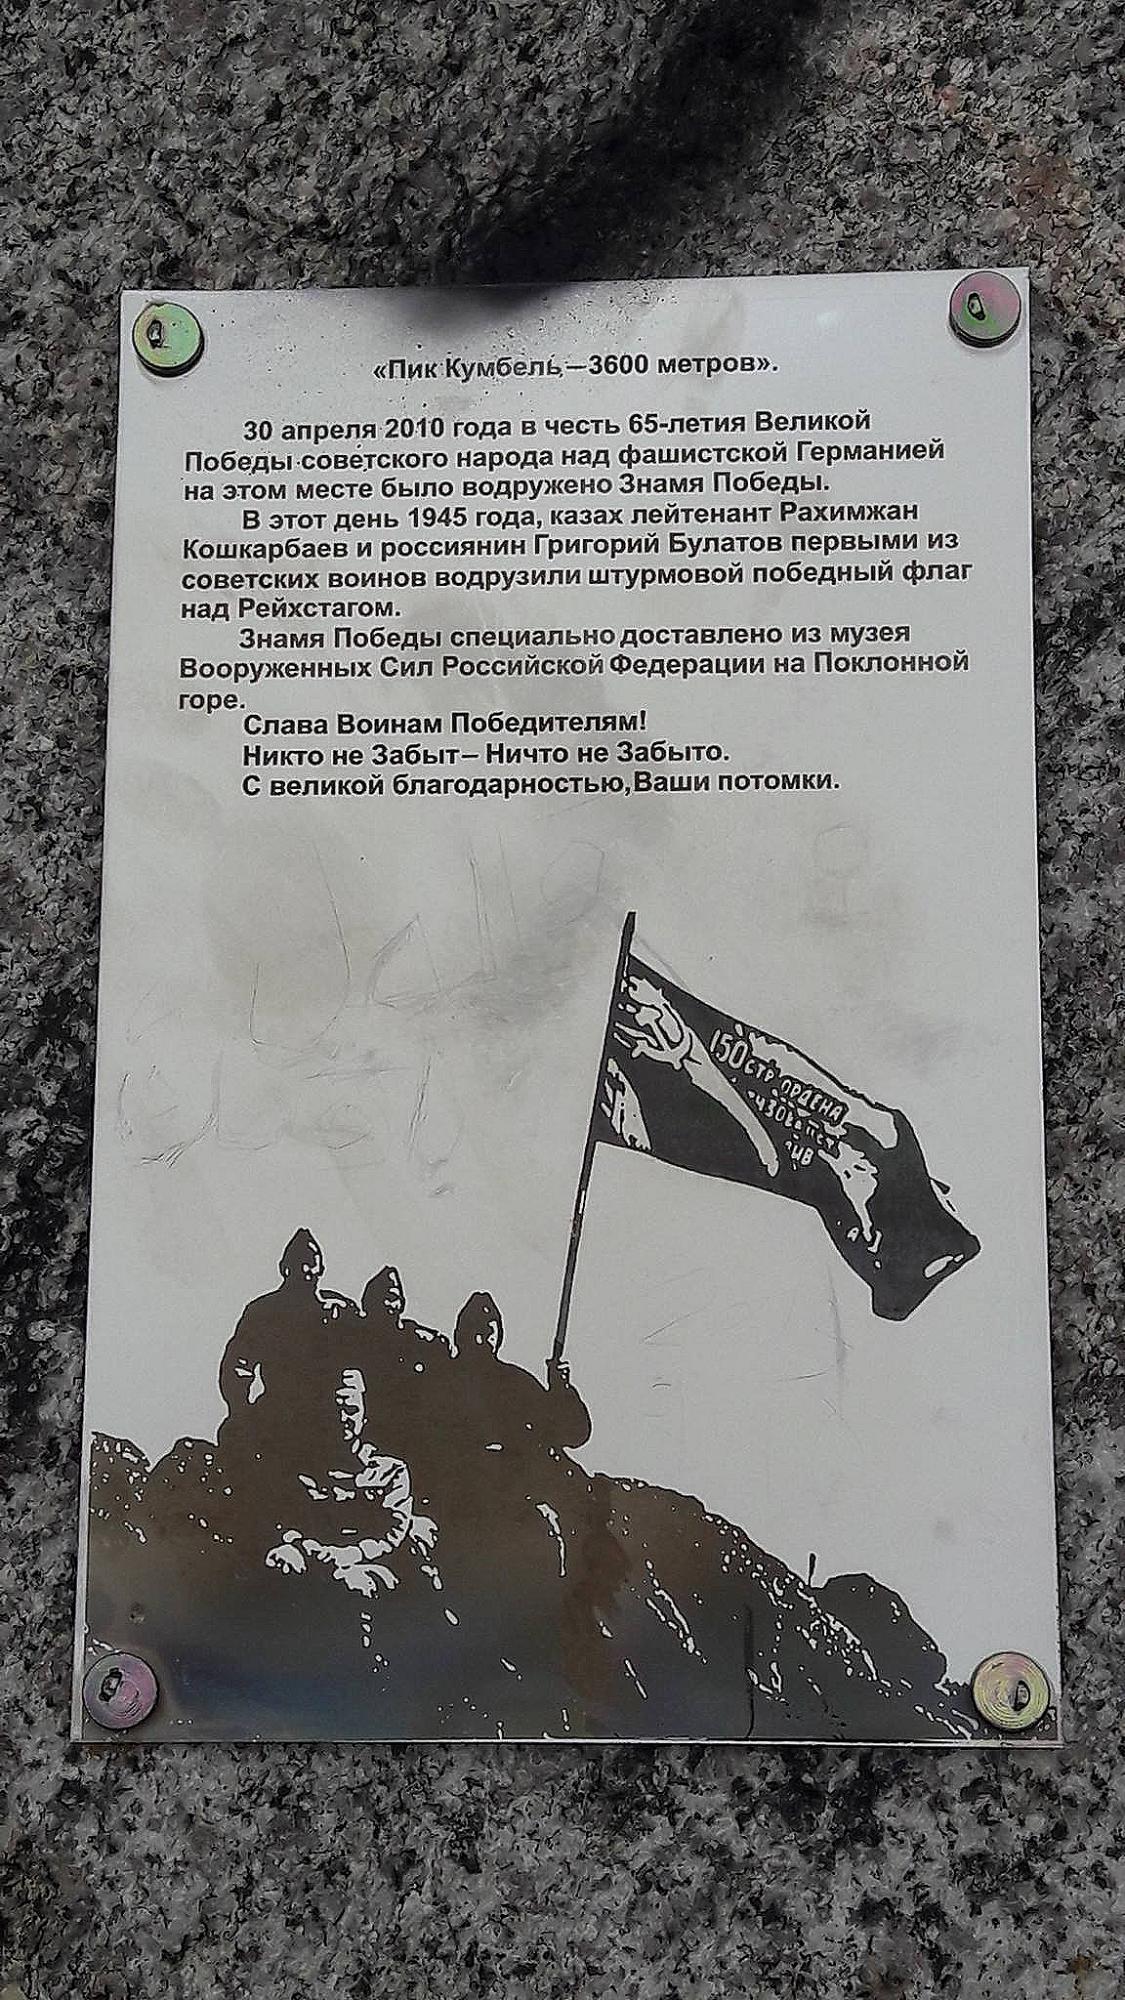 «Пик Кумбель,—3600 метров».
30 апреля 2010 года в честь 65-летия Великой
Победы советского народа над фашистской Германией
на этом месте было водружено Знамя Победы.
В этот день 1945 года, казах лейтенант Рахимжан
Кошкарбаев и россиянин Григорий Булатов первыми из
советских воинов водрузили штурмовой победный флаг
над Рейхстагом.
Знамя Победы специально доставлено из музея
Вооруженных Сил Российской Федерации на Поклонной
горе.
Слава Воинам Победителям!
Никто не Забыт— Ничто не Забыто.
С великой благодарностью,Ваши потомки.
150 СТР ОРДЕНА